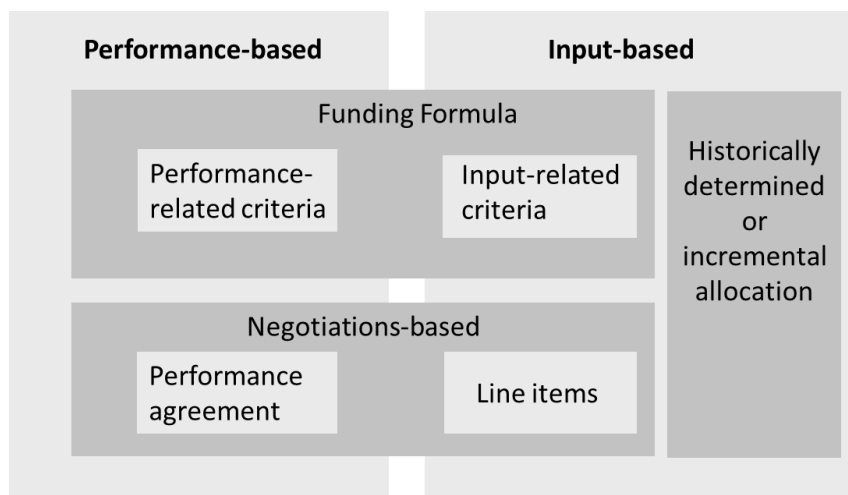 Performance-based
Input-based
Funding Formula
Performance-
related criteria
Input-related
criteria
Historically
determined
or
incremental
allocation
Negotiations-based
Performance
agreement
Line items